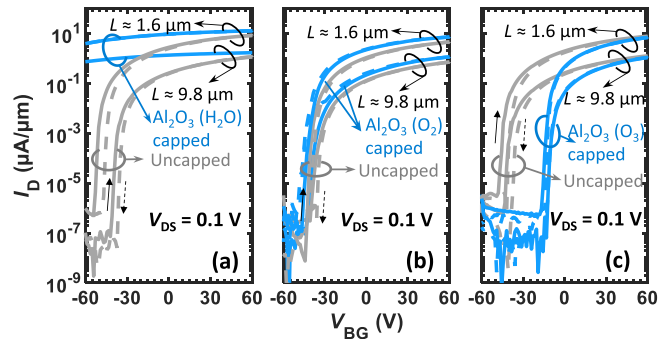 10^1
10^-1
10^-3
10^-5
10^-7
10^-9
I_D (µA/µm)
L ≈ 1.6 µm
L ≈ 9.8 µm
Al₂O₃ (H₂O)
capped
Uncapped
V_DS = 0.1 V
(a)
-60 -30 0 30 60
L ≈ 1.6 µm
L ≈ 9.8 µm
Al₂O₃ (O₂)
capped
Uncapped
V_DS = 0.1 V
(b)
-60 -30 0 30 60
L ≈ 1.6 µm
L ≈ 9.8 µm
Al₂O₃ (O₃)
capped
Uncapped
V_DS = 0.1 V
(c)
-60 -30 0 30 60
V_BG (V)